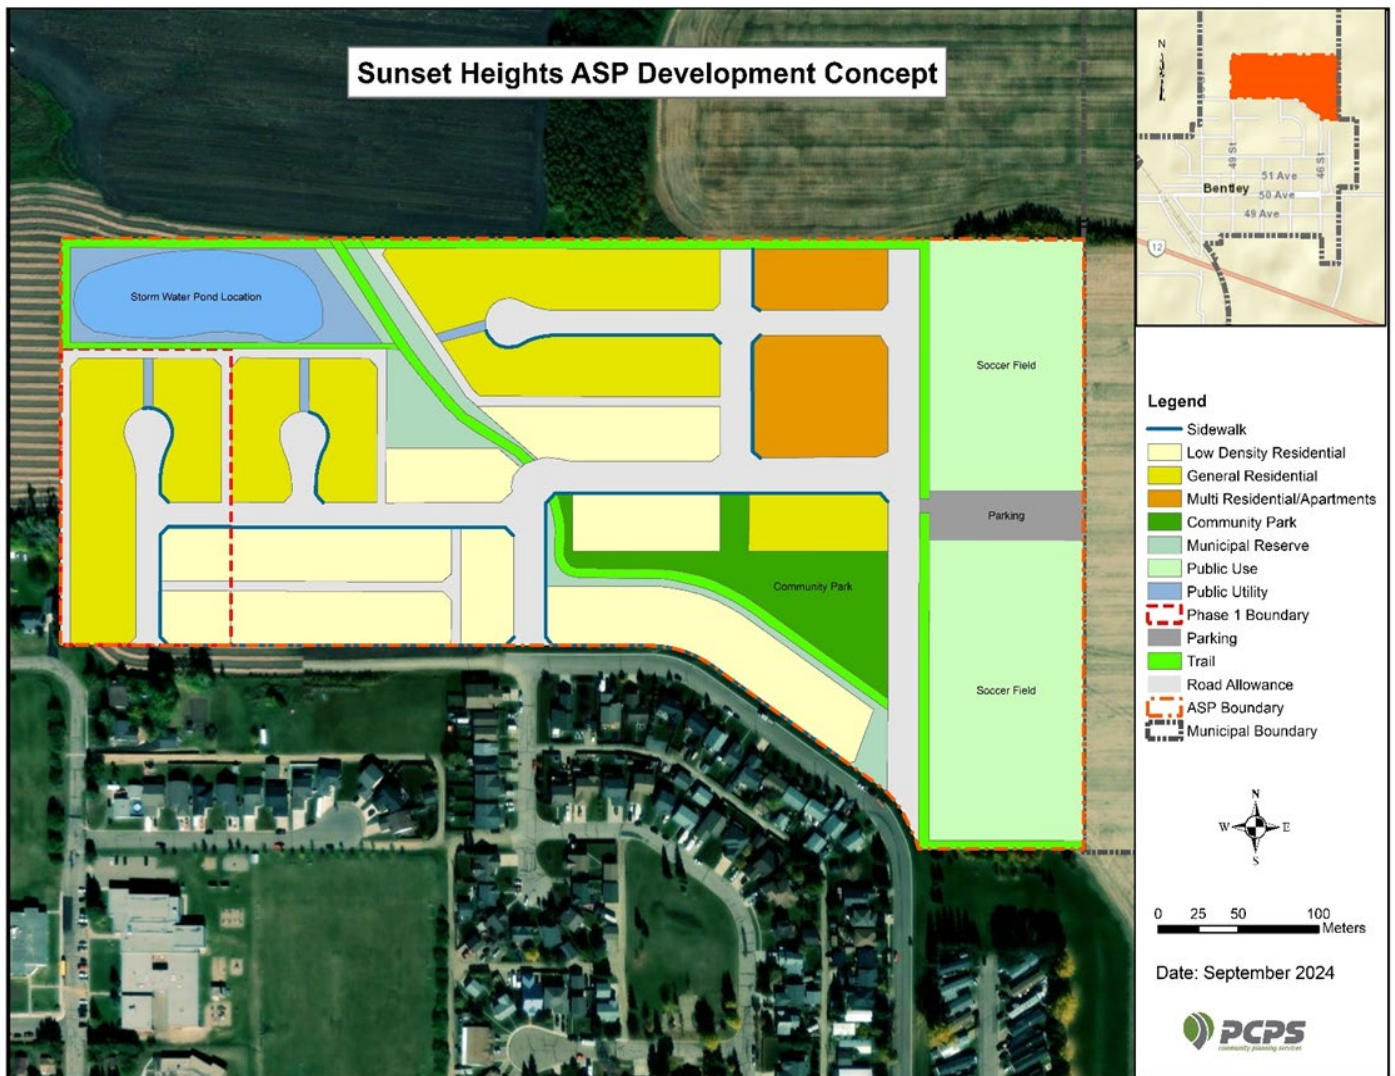 Sunset Heights ASP Development Concept
N
49 St
46 St
51 Ave
Bentley
50 Ave
49 Ave
12
Storm Water Pond Location
Soccer Field
Parking
Community Park
Soccer Field
Legend
Sidewalk
Low Density Residential
General Residential
Multi Residential/Apartments
Community Park
Municipal Reserve
Public Use
Public Utility
Phase 1 Boundary
Parking
Trail
Road Allowance
ASP Boundary
Municipal Boundary
N
W E
S
0 25 50 100
Meters
Date: September 2024
PCPS
community planning services